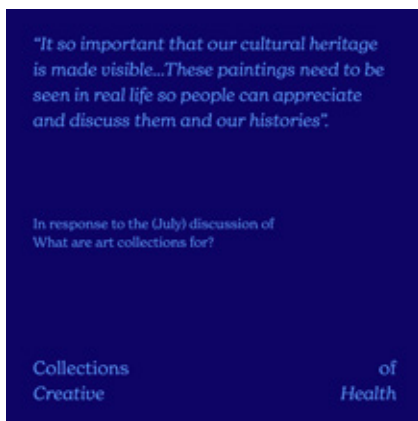 “It so important that our cultural heritage
is made visible...These paintings need to be
seen in real life so people can appreciate
and discuss them and our histories”.
In response to the (July) discussion of
What are art collections for?
Collections of
Creative Health